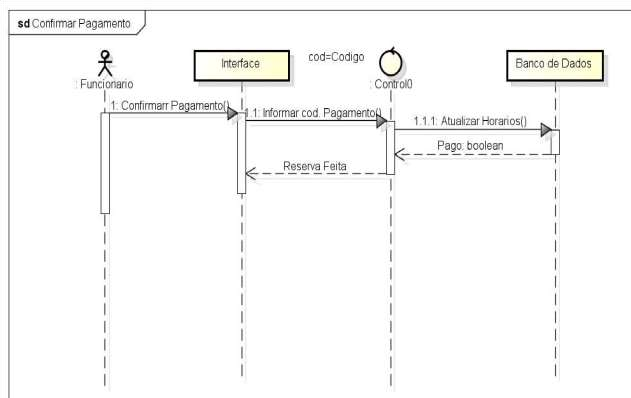 sd Confirmar Pagamento
: Funcionario
Interface
cod=Codigo
: Control0
Banco de Dados
1: Confirmarr Pagamento()
1.1: Informar cod. Pagamento()
1.1.1: Atualizar Horarios()
Pago: boolean
Reserva Feita